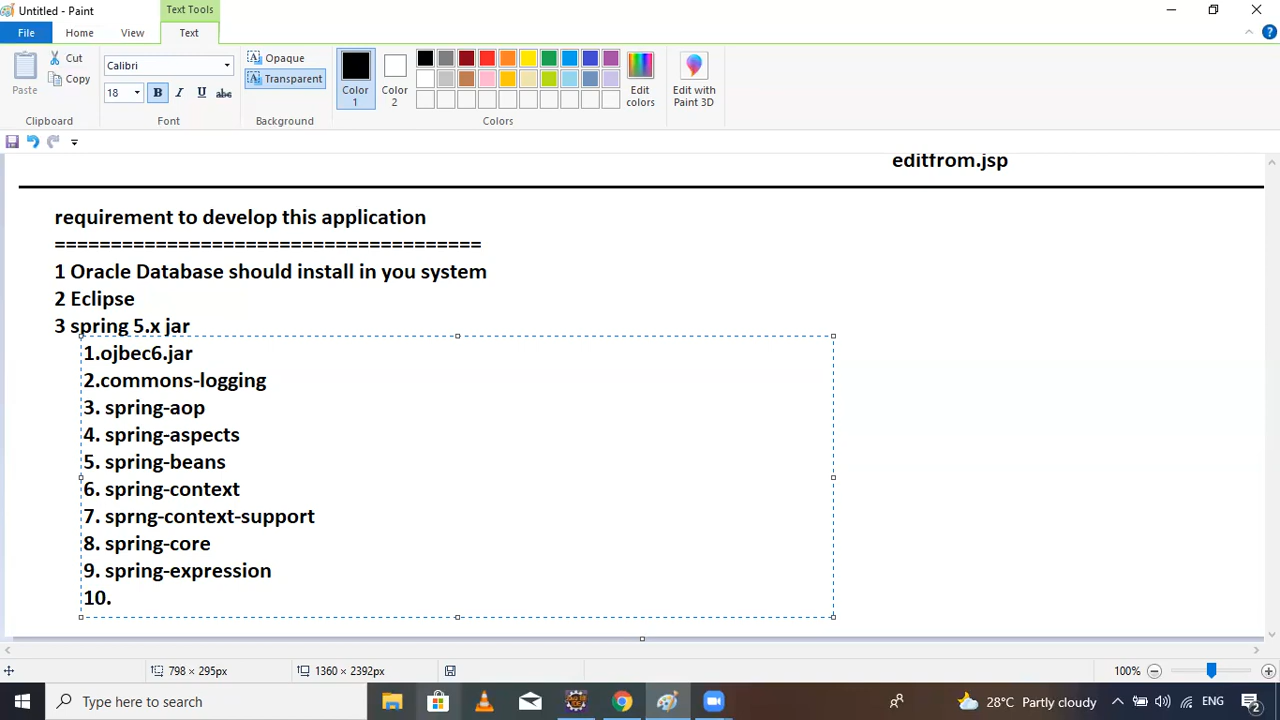 Untitled - Paint
Text Tools
File
Home
View
Text
Paste
Cut
Copy
Clipboard
Calibri
18
B
I
U
abc
Font
Opaque
Transparent
Background
Color
1
Color
2
Edit
colors
Colors
Edit with
Paint 3D
editfrom.jsp
requirement to develop this application
======================================
1 Oracle Database should install in you system
2 Eclipse
3 spring 5.x jar
1.ojbec6.jar
2.commons-logging
3. spring-aop
4. spring-aspects
5. spring-beans
6. spring-context
7. sprng-context-support
8. spring-core
9. spring-expression
10.
798 × 295px
1360 × 2392px
100%
Type here to search
28°C Partly cloudy
ENG
2